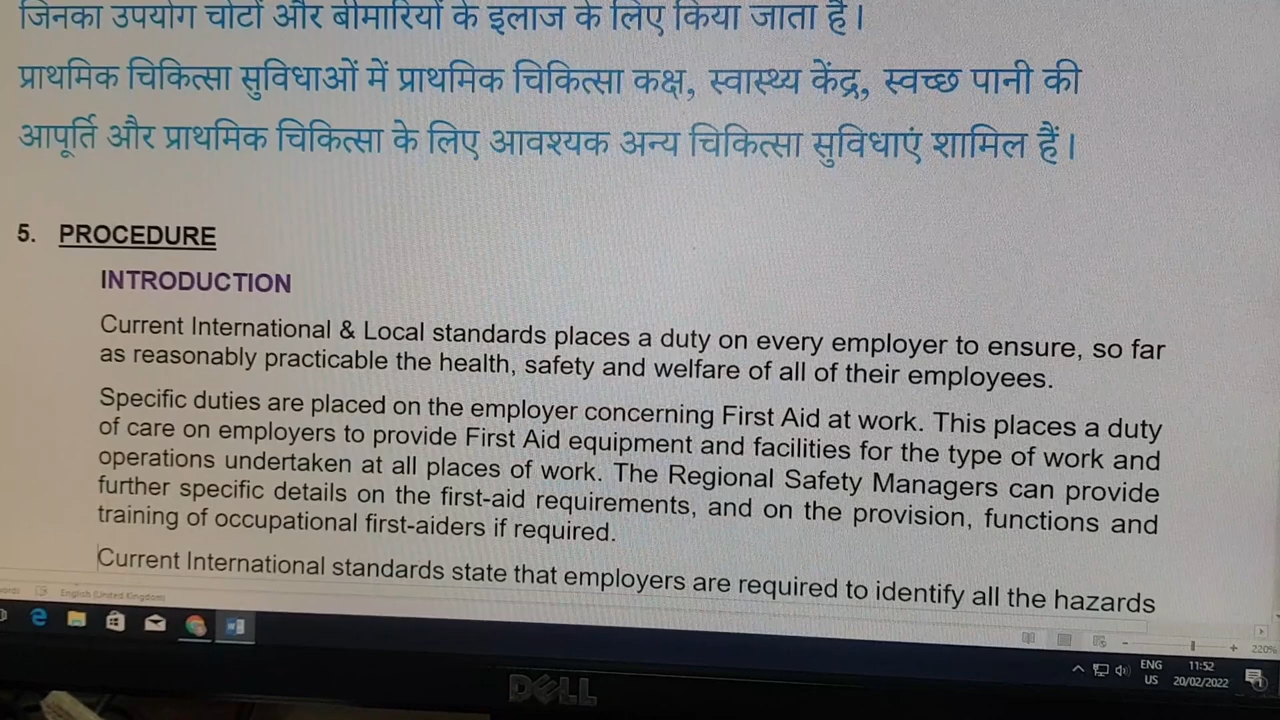 जिनका उपयोग चोटों और बीमारियों के इलाज के लिए किया जाता है।
प्राथमिक चिकित्सा सुविधाओं में प्राथमिक चिकित्सा कक्ष, स्वास्थ्य केंद्र, स्वच्छ पानी की
आपूर्ति और प्राथमिक चिकित्सा के लिए आवश्यक अन्य चिकित्सा सुविधाएं शामिल हैं।
5. PROCEDURE
INTRODUCTION
Current International & Local standards places a duty on every employer to ensure, so far
as reasonably practicable the health, safety and welfare of all of their employees.
Specific duties are placed on the employer concerning First Aid at work. This places a duty
of care on employers to provide First Aid equipment and facilities for the type of work and
operations undertaken at all places of work. The Regional Safety Managers can provide
further specific details on the first-aid requirements, and on the provision, functions and
training of occupational first-aiders if required.
Current International standards state that employers are required to identify all the hazards
English (United Kingdom)
220%
ENG 11:52
US 20/02/2022
DELL